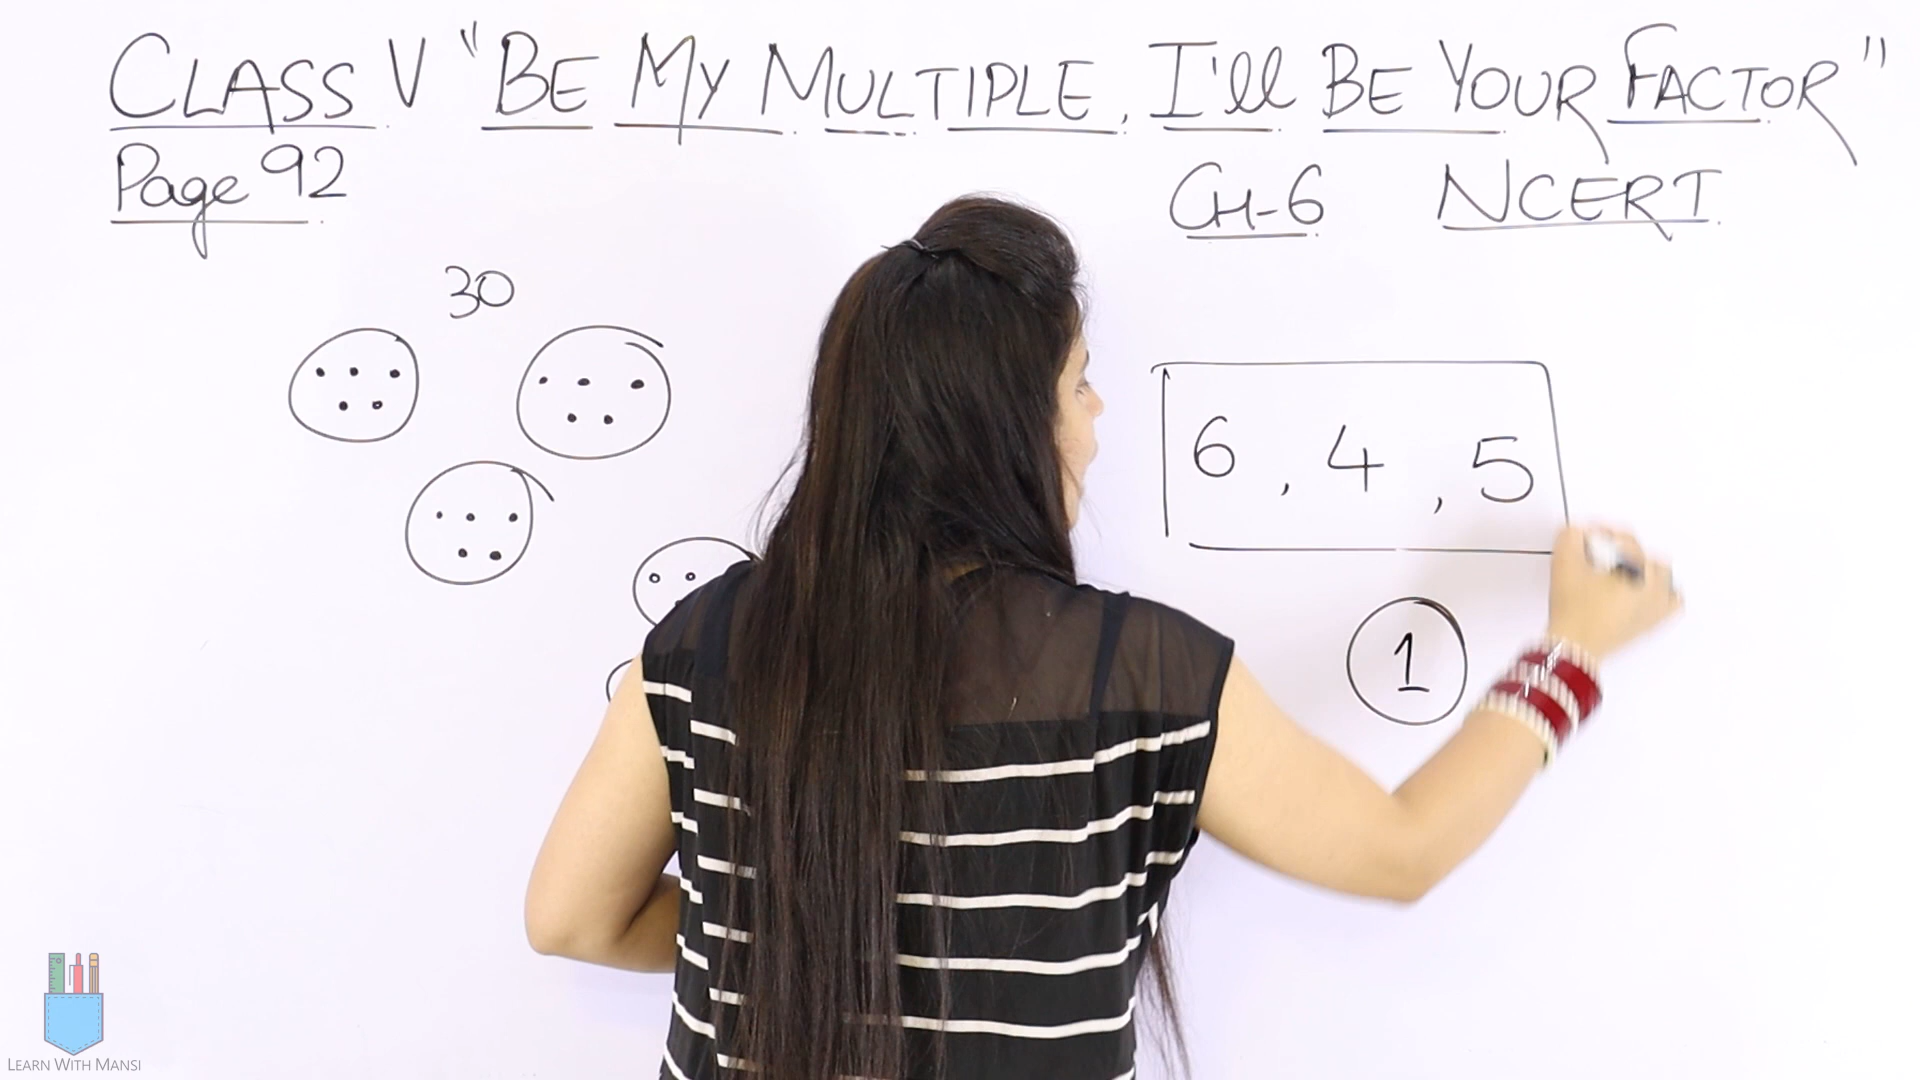 CLASS V "BE MY MULTIPLE, I'll BE YOUR FACTOR"
Page 92
CH-6 NCERT
30
6, 4, 5
1
LEARN WITH MANSI